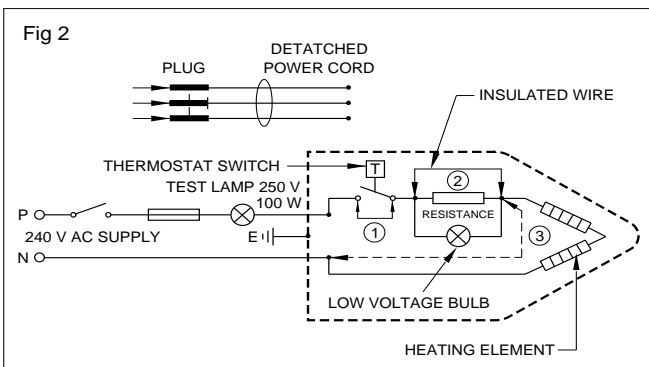 Fig 2
DETATCHED
POWER CORD
PLUG
INSULATED WIRE
THERMOSTAT SWITCH
T
TEST LAMP 250 V
100 W
P
240 V AC SUPPLY
E
N
1
2
RESISTANCE
3
LOW VOLTAGE BULB
HEATING ELEMENT